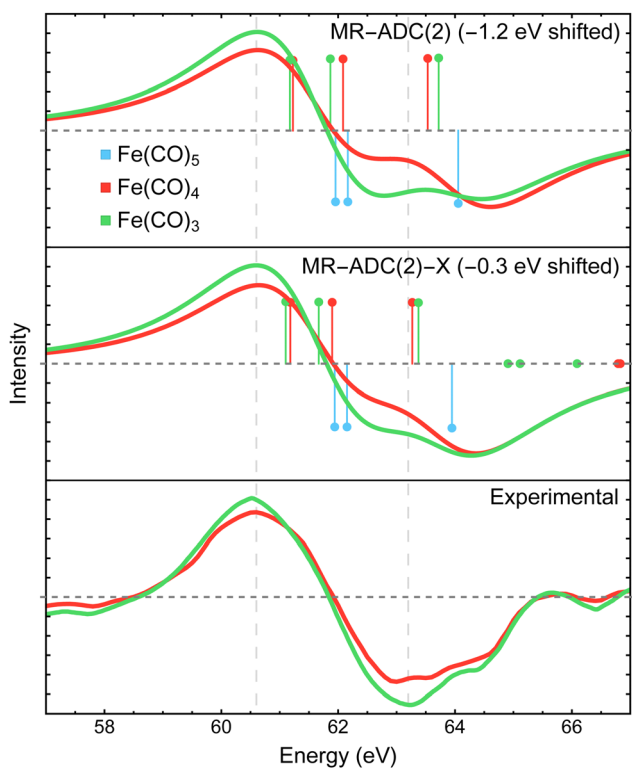 MR−ADC(2) (−1.2 eV shifted)
Fe(CO)₅
Fe(CO)₄
Fe(CO)₃
MR−ADC(2)−X (−0.3 eV shifted)
Intensity
Experimental
58 60 62 64 66
Energy (eV)